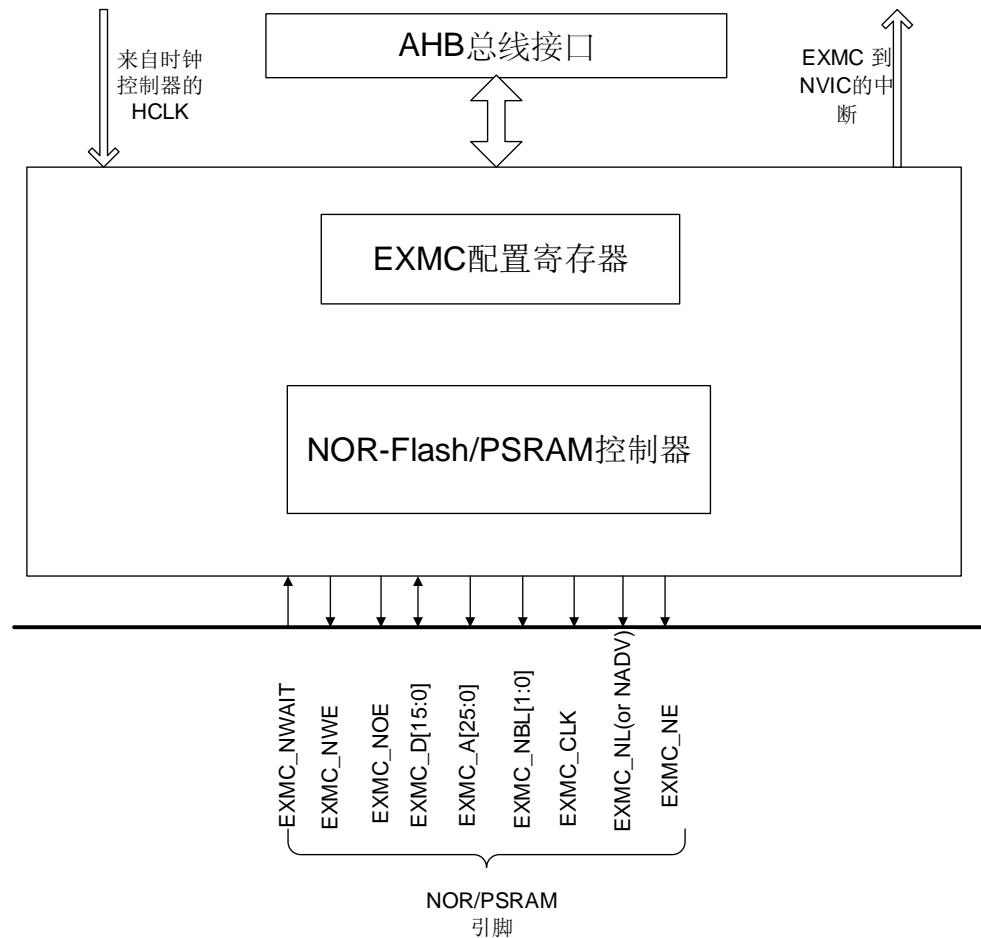 来自时钟
控制器的
HCLK
AHB总线接口
EXMC 到
NVIC的中
断
EXMC配置寄存器
NOR-Flash/PSRAM控制器
EXMC_NWAIT
EXMC_NWE
EXMC_NOE
EXMC_D[15:0]
EXMC_A[25:0]
EXMC_NBL[1:0]
EXMC_CLK
EXMC_NL(or NADV)
EXMC_NE
NOR/PSRAM
引脚